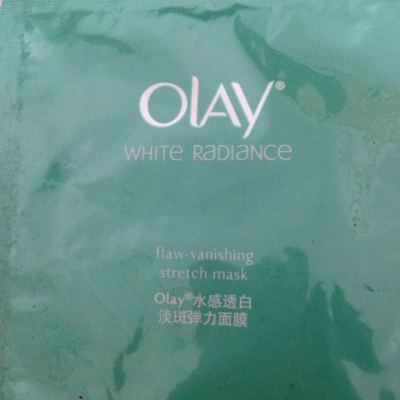 Olay®
WHITE RADIANCE
flaw-vanishing
stretch mask
Olay®水感透白
淡斑弹力面膜